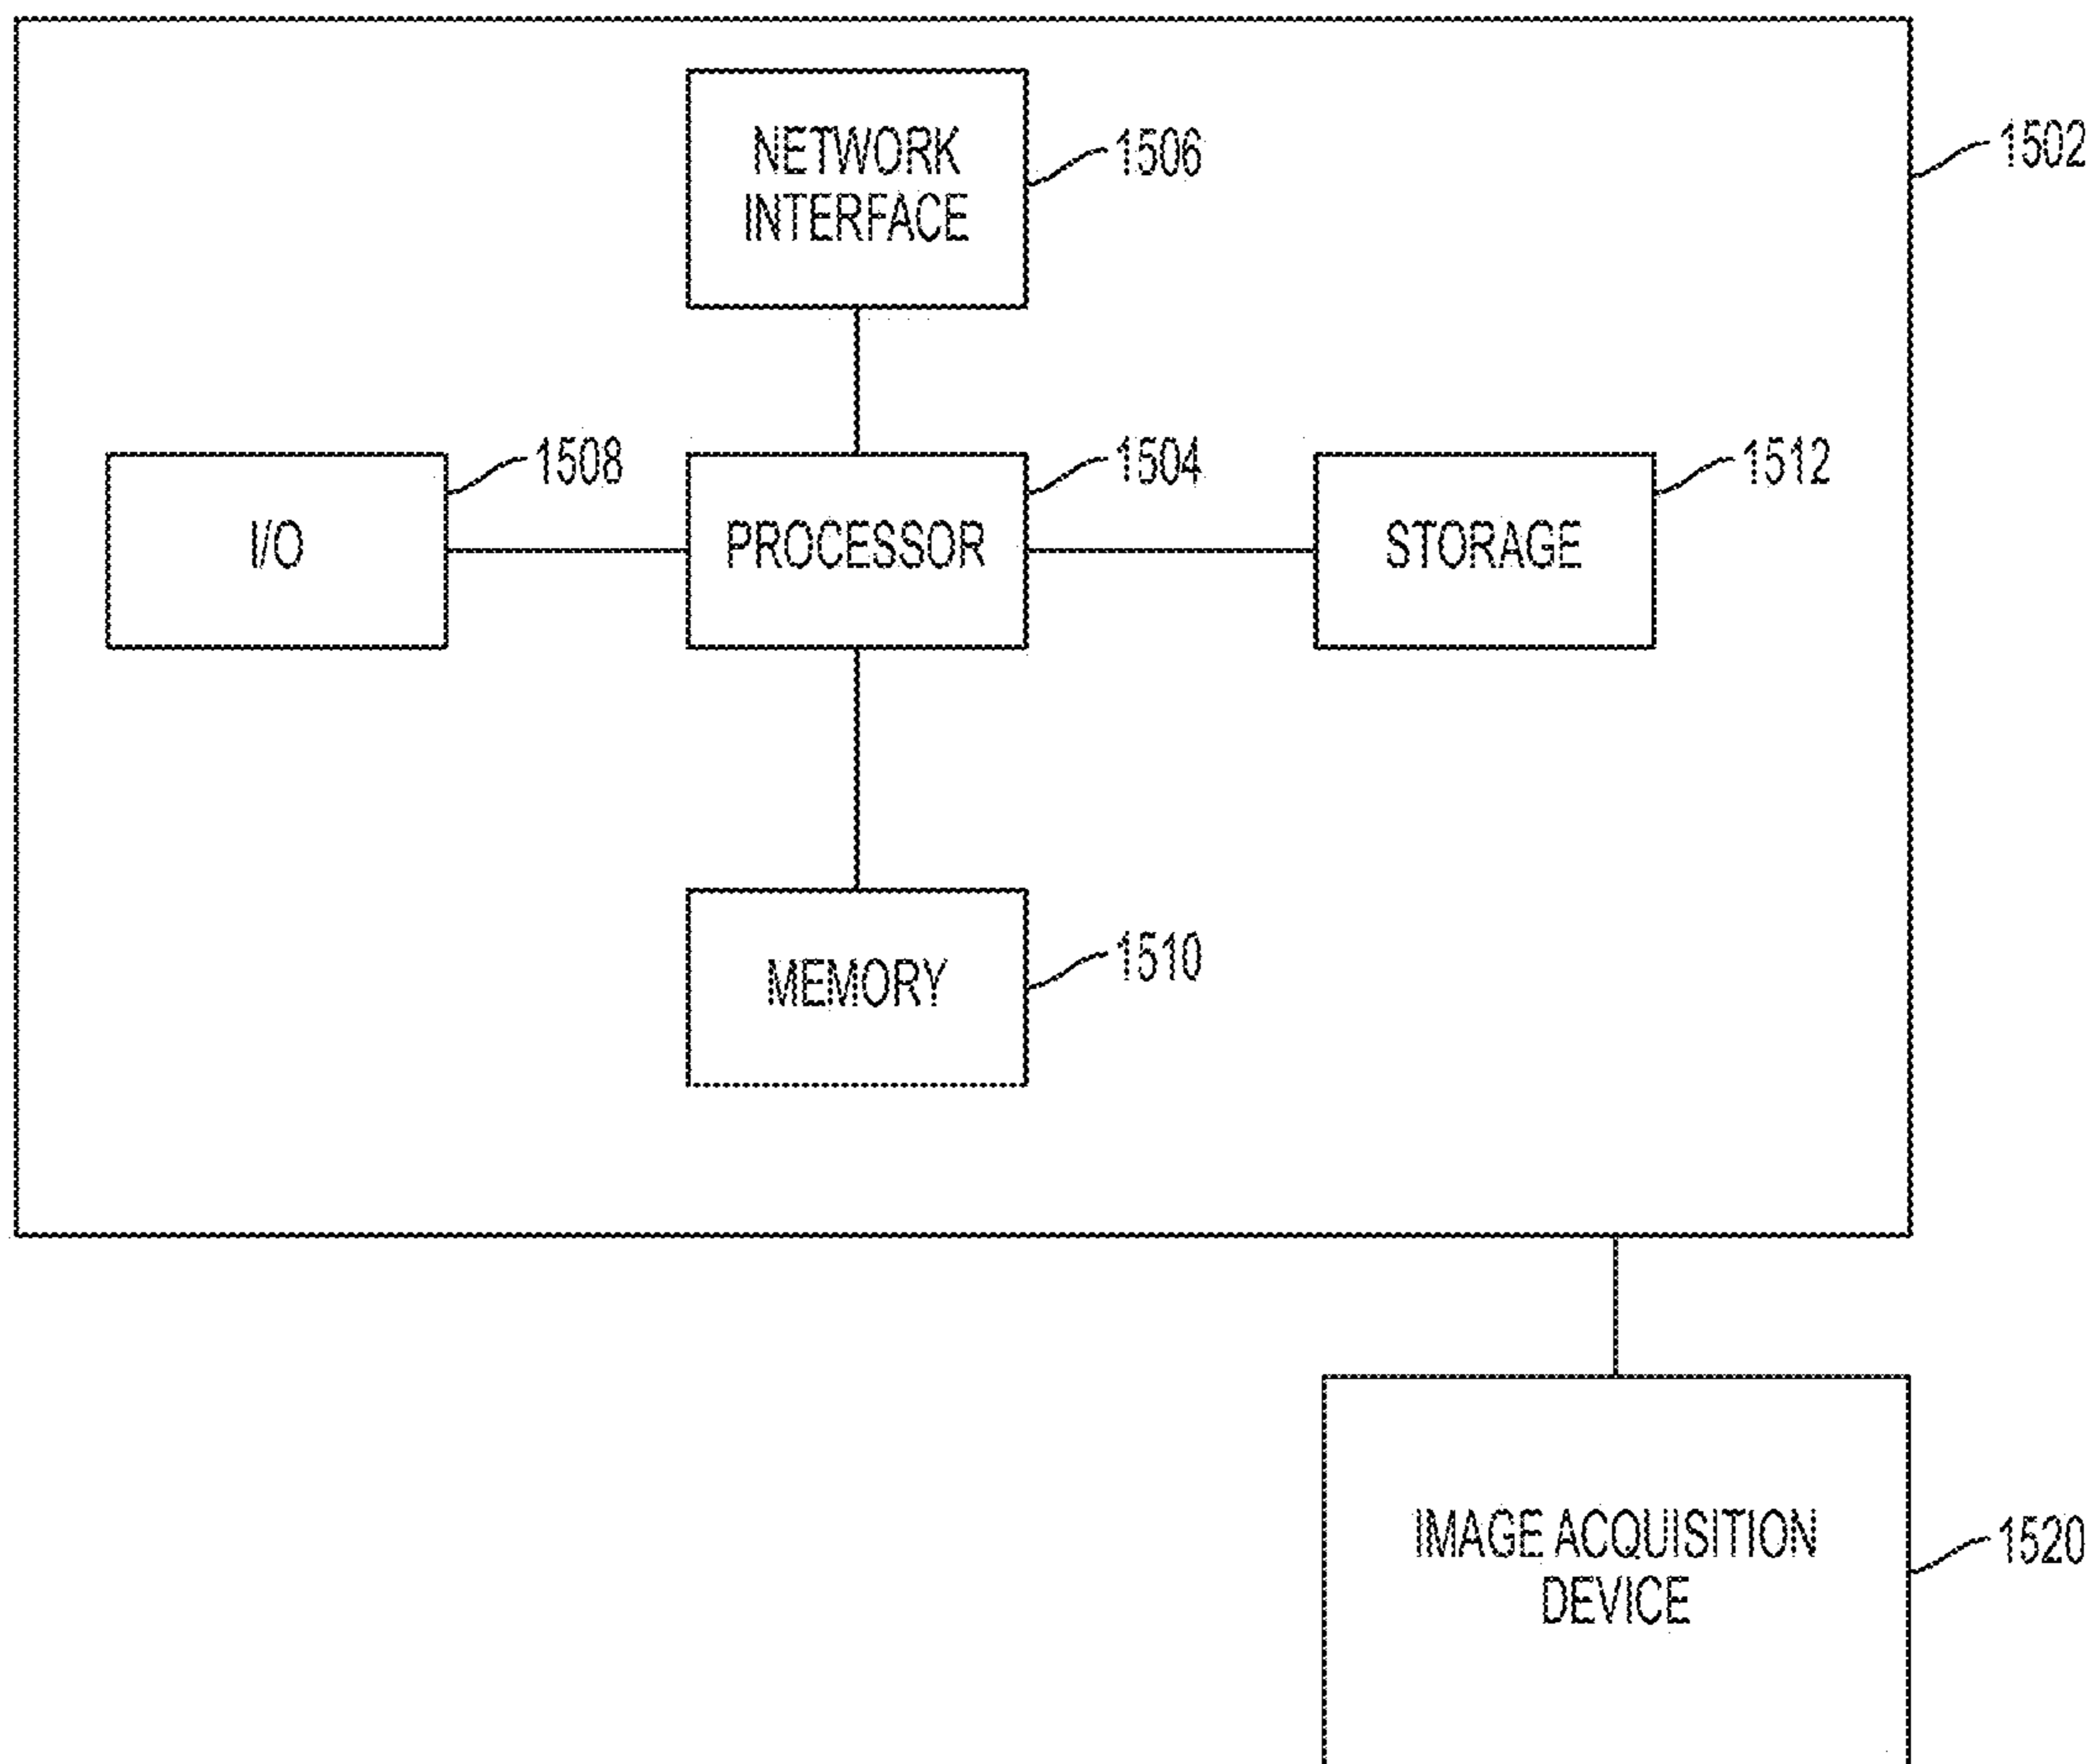 NETWORK
INTERFACE
1506
1502
I/O
1508
PROCESSOR
1504
STORAGE
1512
MEMORY
1510
IMAGE ACQUISITION
DEVICE
1520